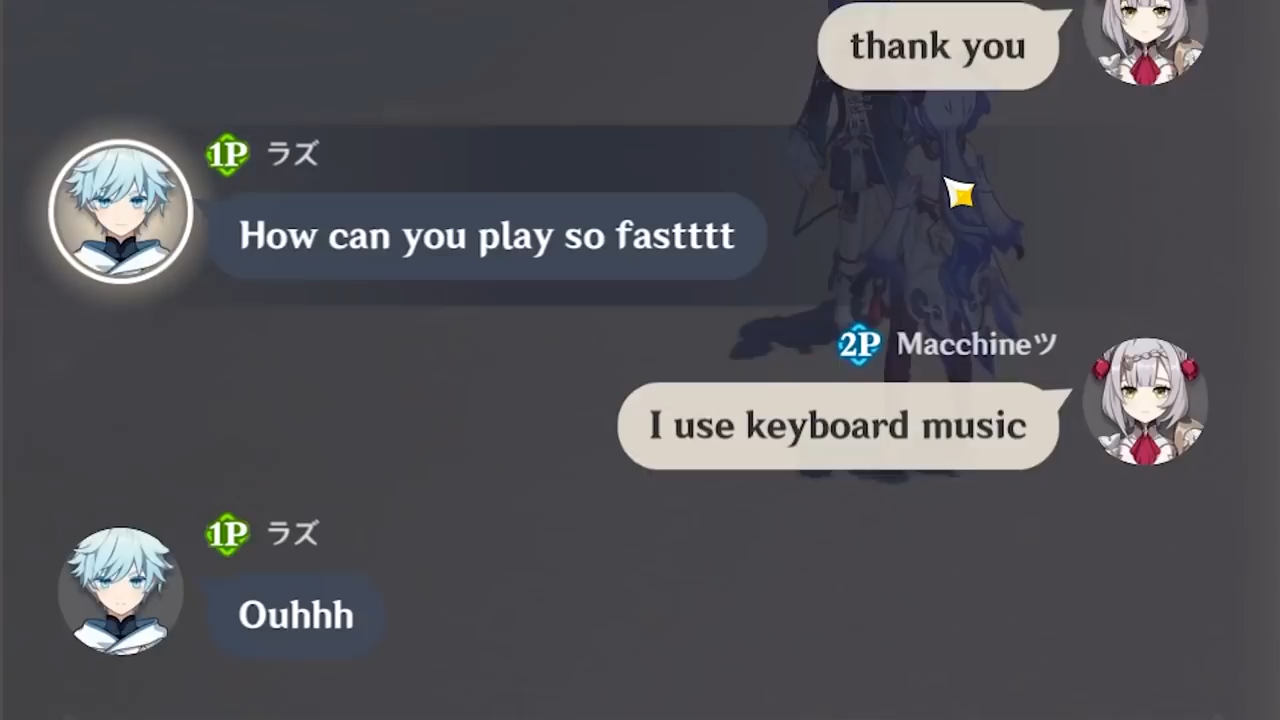 thank you
1P ラズ
How can you play so fastttt
2P Macchineツ
I use keyboard music
1P ラズ
Ouhhh